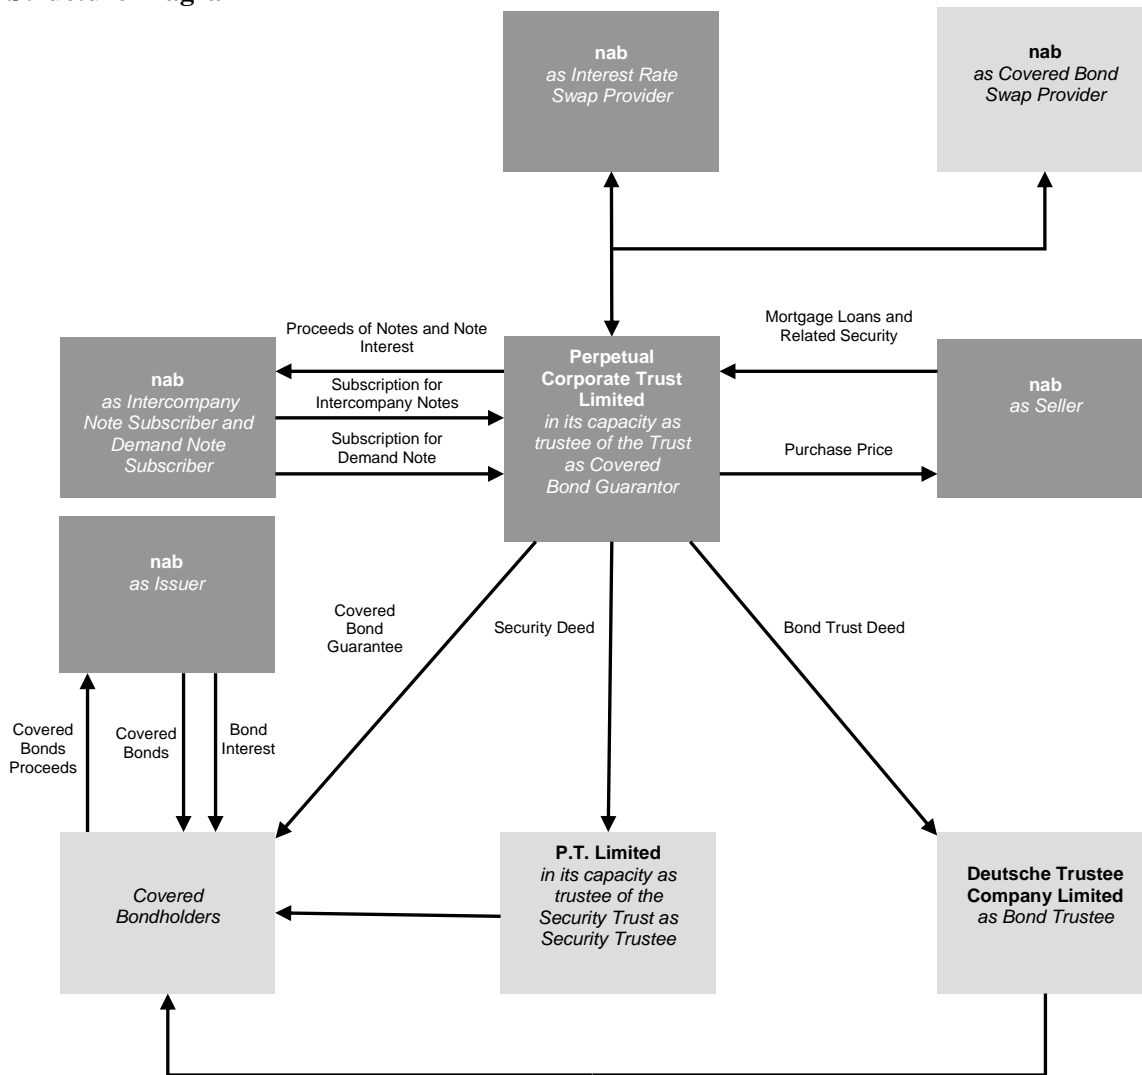 nab
as Interest Rate
Swap Provider
nab
as Covered Bond
Swap Provider
Proceeds of Notes and Note
Interest
Mortgage Loans and
Related Security
nab
as Intercompany
Note Subscriber and
Demand Note
Subscriber
Subscription for
Intercompany Notes
Subscription for
Demand Note
Perpetual
Corporate Trust
Limited
in its capacity as
trustee of the Trust
as Covered
Bond Guarantor
nab
as Seller
Purchase Price
nab
as Issuer
Covered
Bond
Guarantee
Security Deed
Bond Trust Deed
Covered
Bonds
Proceeds
Covered
Bonds
Bond
Interest
Covered
Bondholders
P.T. Limited
in its capacity as
trustee of the
Security Trust as
Security Trustee
Deutsche Trustee
Company Limited
as Bond Trustee